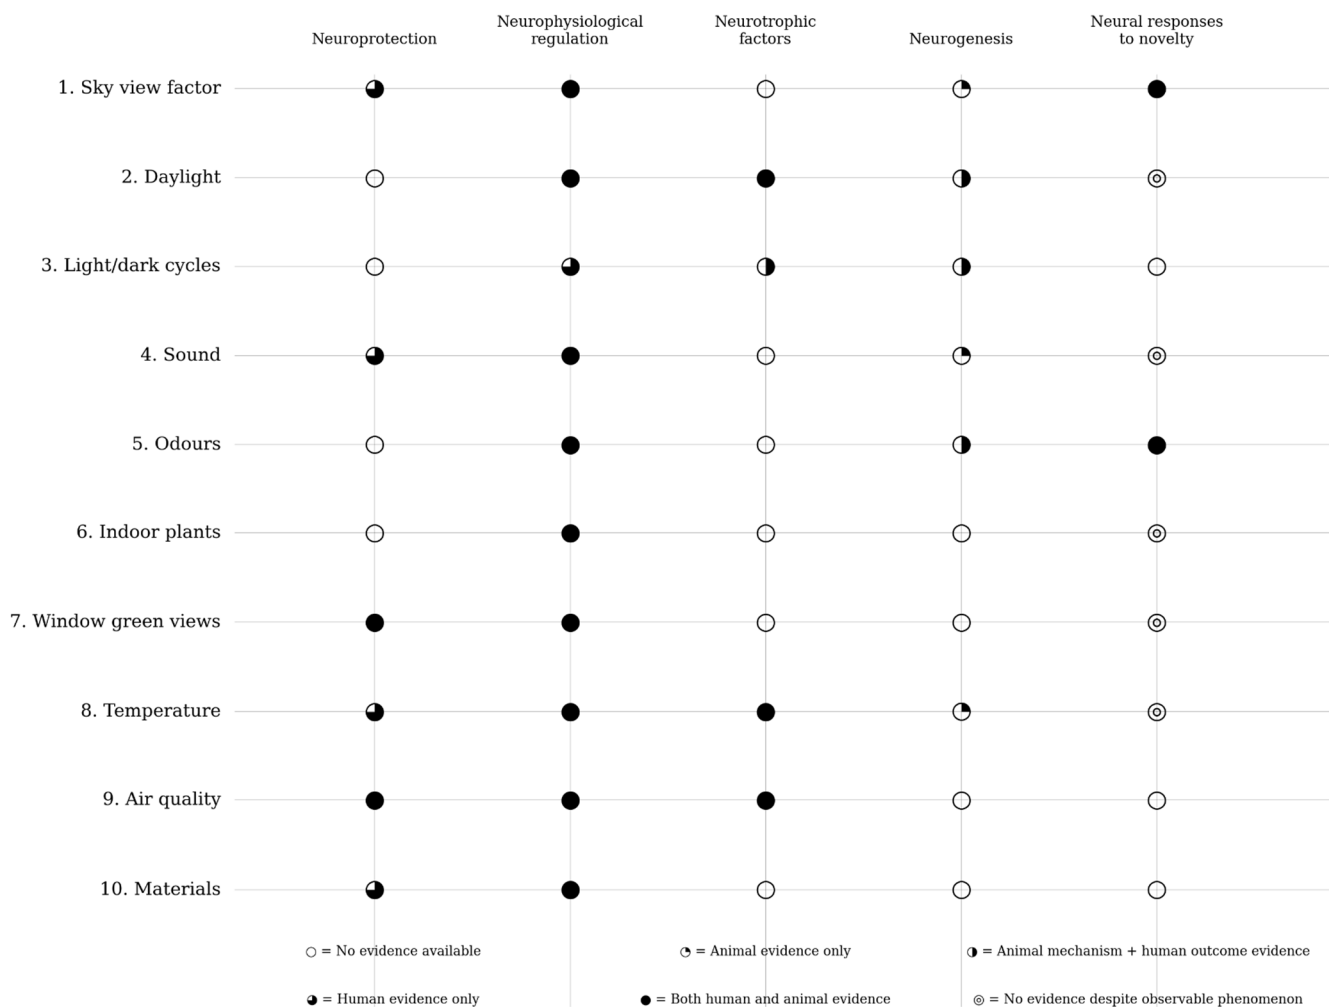 Neuroprotection
Neurophysiological
regulation
Neurotrophic
factors
Neurogenesis
Neural responses
to novelty
1. Sky view factor
2. Daylight
3. Light/dark cycles
4. Sound
5. Odours
6. Indoor plants
7. Window green views
8. Temperature
9. Air quality
10. Materials
○ = No evidence available
◔ = Animal evidence only
◑ = Animal mechanism + human outcome evidence
◕ = Human evidence only
● = Both human and animal evidence
◎ = No evidence despite observable phenomenon